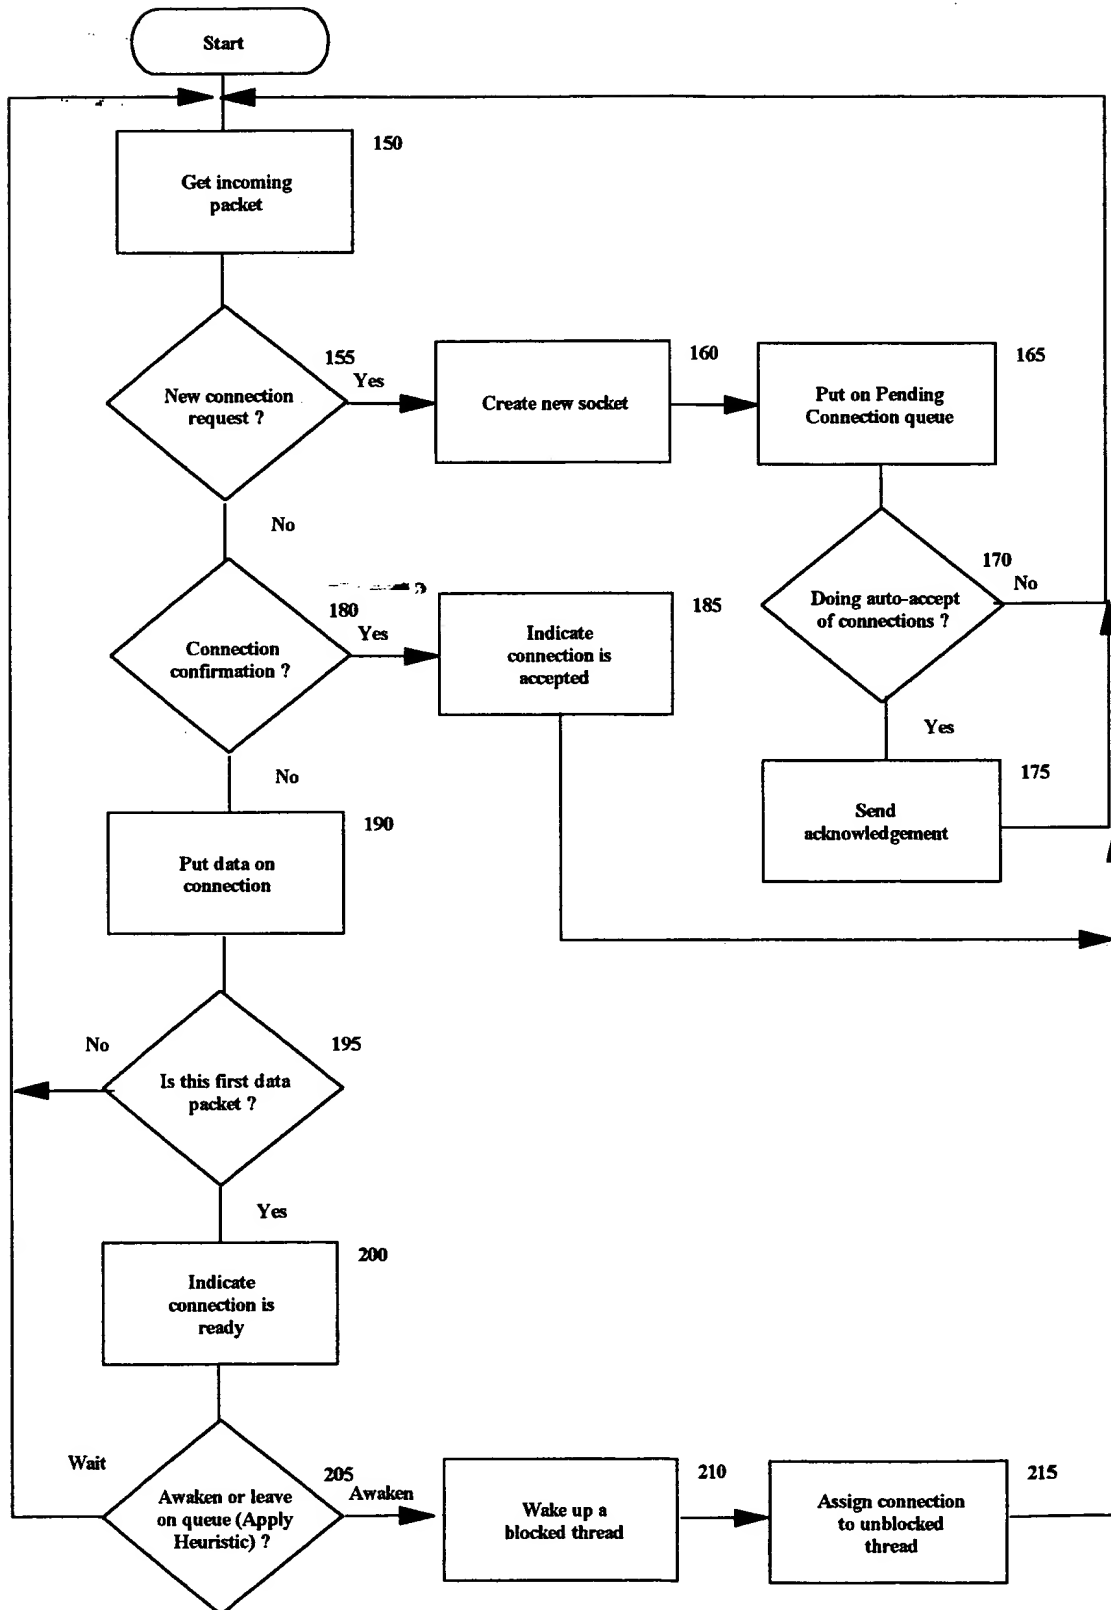 Start
150
Get incoming
packet
155
Yes
New connection
request ?
160
Create new socket
165
Put on Pending
Connection queue
No
170
No
Doing auto-accept
of connections ?
180
Yes
Connection
confirmation ?
185
Indicate
connection is
accepted
Yes
175
Send
acknowledgement
No
190
Put data on
connection
No
195
Is this first data
packet ?
Yes
200
Indicate
connection is
ready
Wait
205
Awaken
Awaken or leave
on queue (Apply
Heuristic) ?
210
Wake up a
blocked thread
215
Assign connection
to unblocked
thread